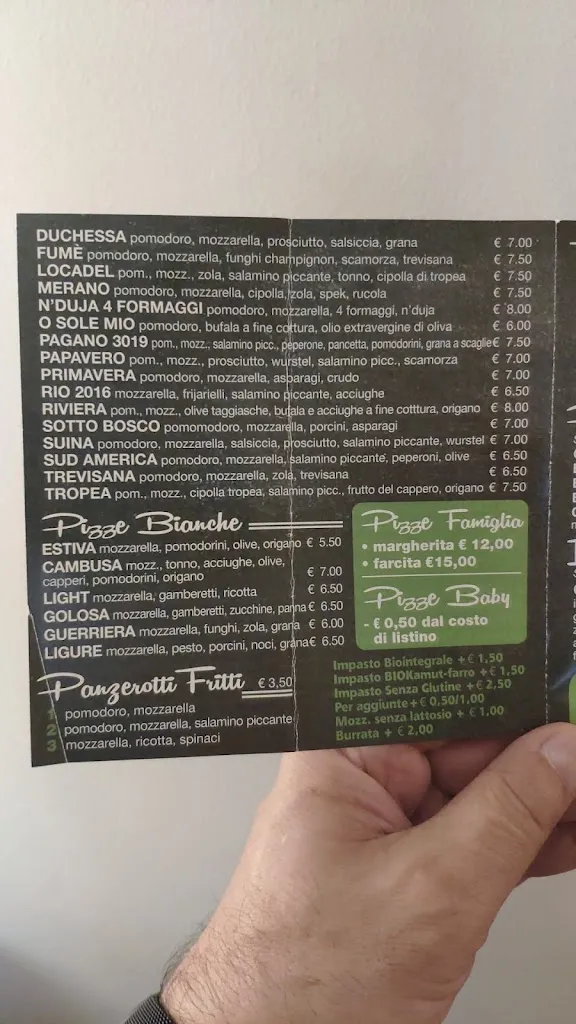 DUCHESSA pomodoro, mozzarella, prosciutto, salsiccia, grana € 7.00
FUMÈ pomodoro, mozzarella, funghi champignon, scamorza, trevisana € 7.50
LOCADEL pom., mozz., zola, salamino piccante, tonno, cipolla di tropea € 7.50
MERANO pomodoro, mozzarella, cipolla, zola, spek, rucola € 7.50
N'DUJA 4 FORMAGGI pomodoro, mozzarella, 4 formaggi, n'duja € 8.00
O SOLE MIO pomodoro, bufala a fine cottura, olio extravergine di oliva € 6.00
PAGANO 3019 pom., mozz., salamino picc., peperone, pancetta, pomodorini, grana a scaglie € 7.50
PAPAVERO pom., mozz., prosciutto, wurstel, salamino picc., scamorza € 7.00
PRIMAVERA pomodoro, mozzarella, asparagi, crudo € 7.00
RIO 2016 mozzarella, frijarielli, salamino piccante, acciughe € 6.50
RIVIERA pom., mozz., olive taggiasche, bufala e acciughe a fine cotttura, origano € 8.00
SOTTO BOSCO pomomodoro, mozzarella, porcini, asparagi € 7.00
SUINA pomodoro, mozzarella, salsiccia, prosciutto, salamino piccante, wurstel € 7.00
SUD AMERICA pomodoro, mozzarella, salamino piccante, peperoni, olive € 6.50
TREVISANA pomodoro, mozzarella, zola, trevisana € 6.50
TROPEA pom., mozz., cipolla tropea, salamino picc., frutto del cappero, origano € 7.50
Pizze Bianche
ESTIVA mozzarella, pomodorini, olive, origano € 5.50
CAMBUSA mozz., tonno, acciughe, olive,
capperi, pomodorini, origano € 7.00
LIGHT mozzarella, gamberetti, ricotta € 6.50
GOLOSA mozzarella, gamberetti, zucchine, panna € 6.50
GUERRIERA mozzarella, funghi, zola, grana € 6.00
LIGURE mozzarella, pesto, porcini, noci, grana € 6.50
Panzerotti Fritti € 3,50
1 pomodoro, mozzarella
2 pomodoro, mozzarella, salamino piccante
3 mozzarella, ricotta, spinaci
Pizze Famiglia
• margherita € 12,00
• farcita €15,00
Pizze Baby
- € 0,50 dal costo
di listino
Impasto Biointegrale + € 1,50
Impasto BIOKamut-farro + € 1,50
Impasto Senza Glutine + € 2,50
Per aggiunte + € 0,50/1,00
Mozz. senza lattosio + € 1,00
Burrata + € 2,00